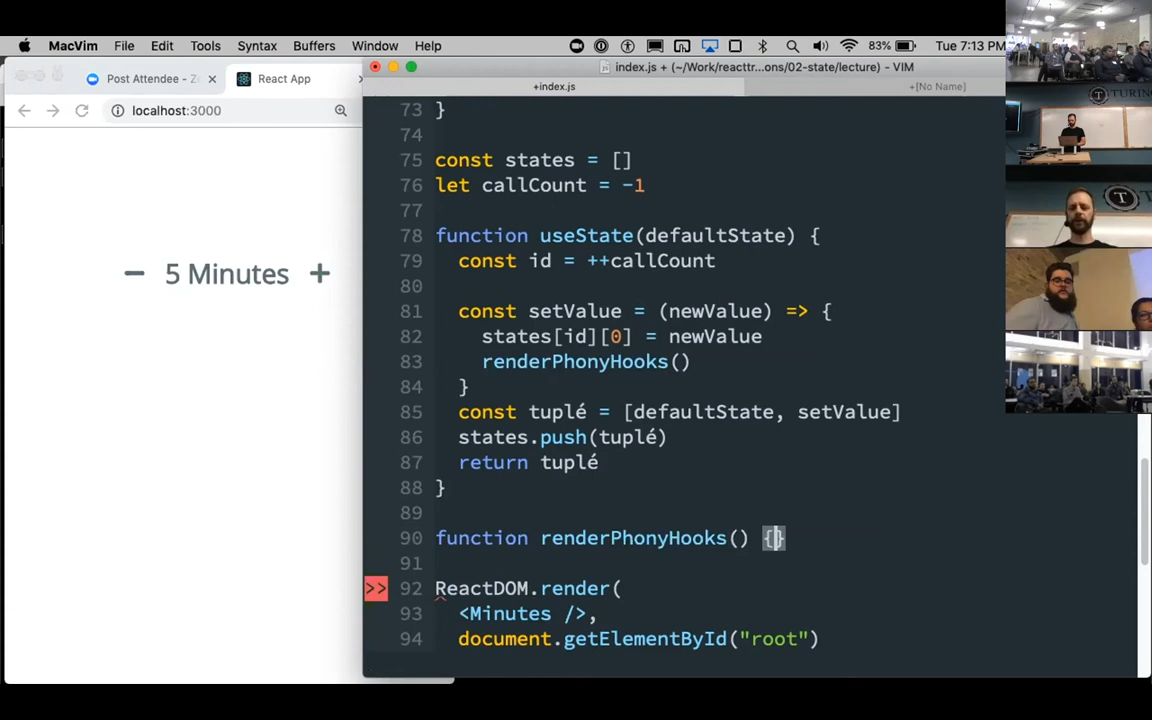 MacVim File Edit Tools Syntax Buffers Window Help 83% Tue 7:13 PM
Post Attendee - Z
React App
index.js + (~/Work/reacttr...ons/02-state/lecture) - VIM
+index.js
+[No Name]
localhost:3000
− 5 Minutes +
73 }
74
75 const states = []
76 let callCount = -1
77
78 function useState(defaultState) {
79 const id = ++callCount
80
81 const setValue = (newValue) => {
82 states[id][0] = newValue
83 renderPhonyHooks()
84 }
85 const tuplé = [defaultState, setValue]
86 states.push(tuplé)
87 return tuplé
88 }
89
90 function renderPhonyHooks() {}
91
>> 92 ReactDOM.render(
93 <Minutes />,
94 document.getElementById("root")
TURIN